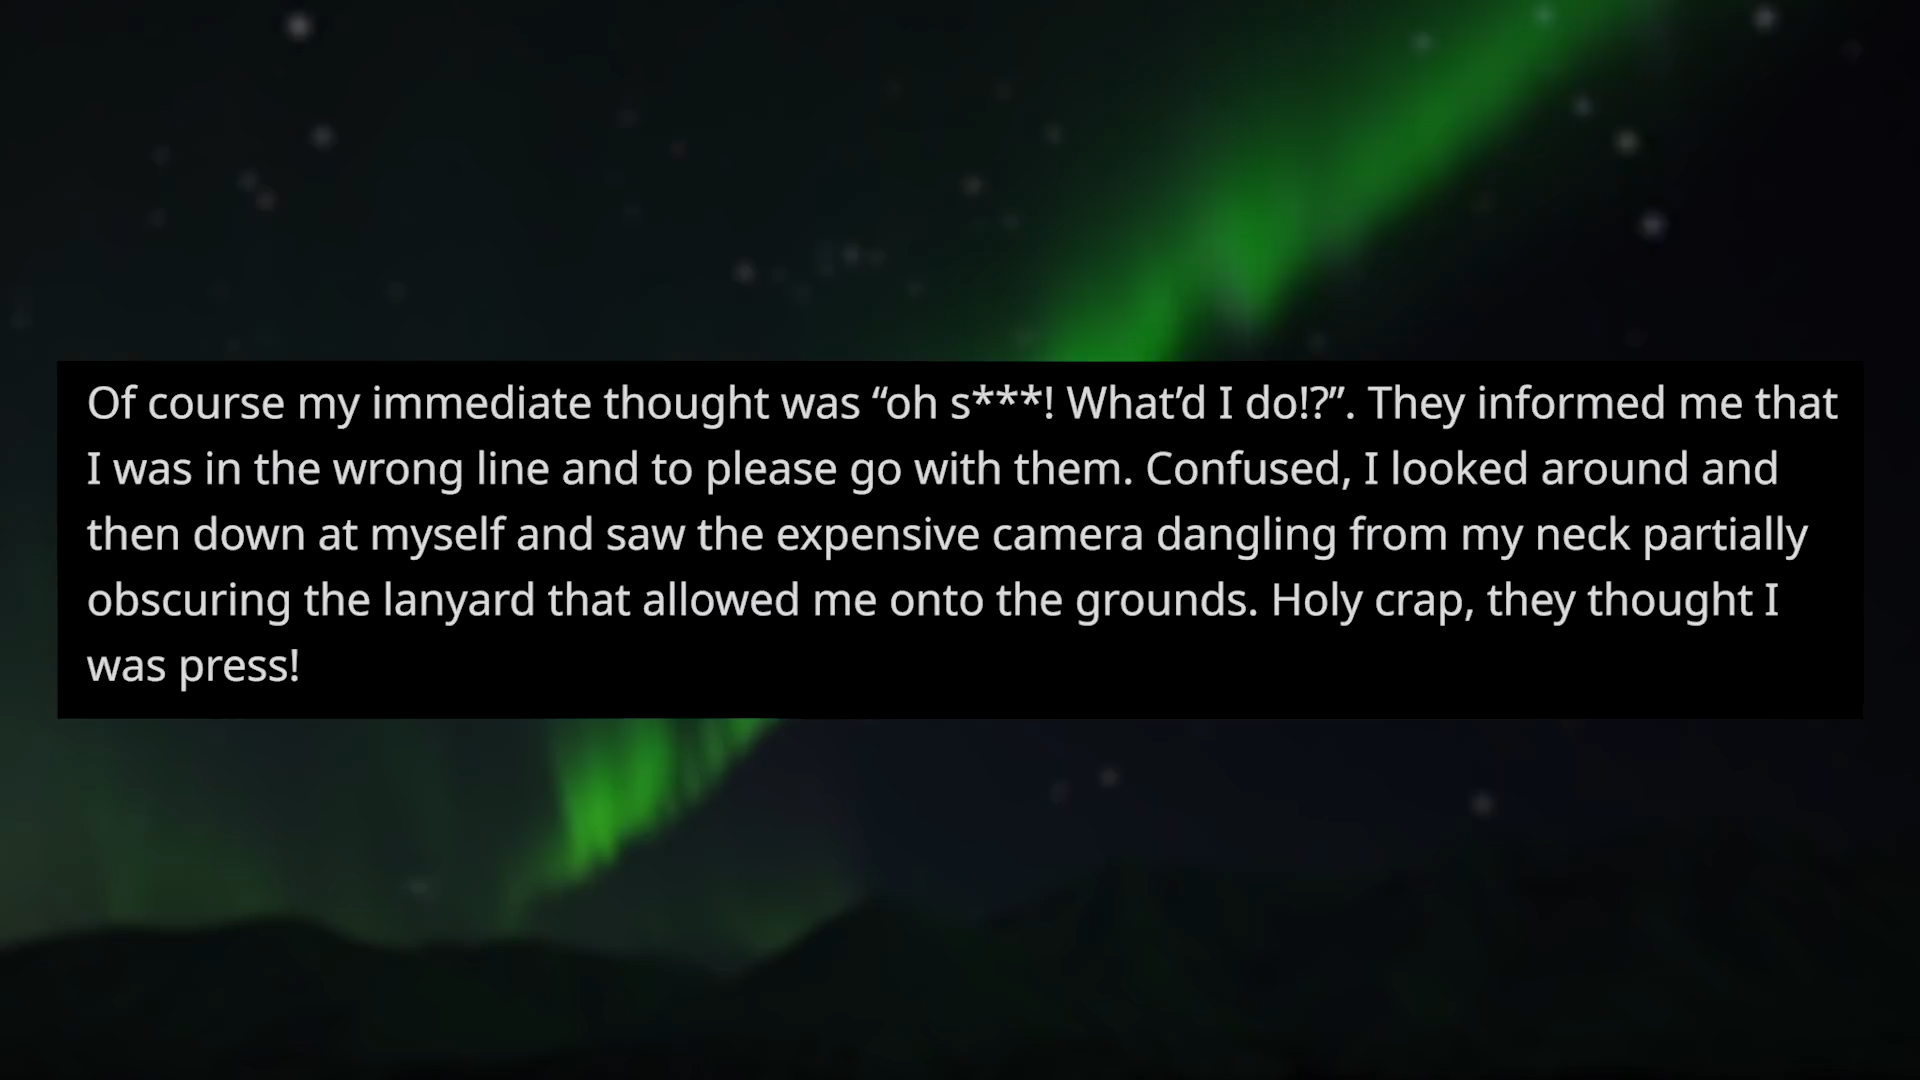 Of course my immediate thought was “oh s***! What’d I do!?”. They informed me that
I was in the wrong line and to please go with them. Confused, I looked around and
then down at myself and saw the expensive camera dangling from my neck partially
obscuring the lanyard that allowed me onto the grounds. Holy crap, they thought I
was press!